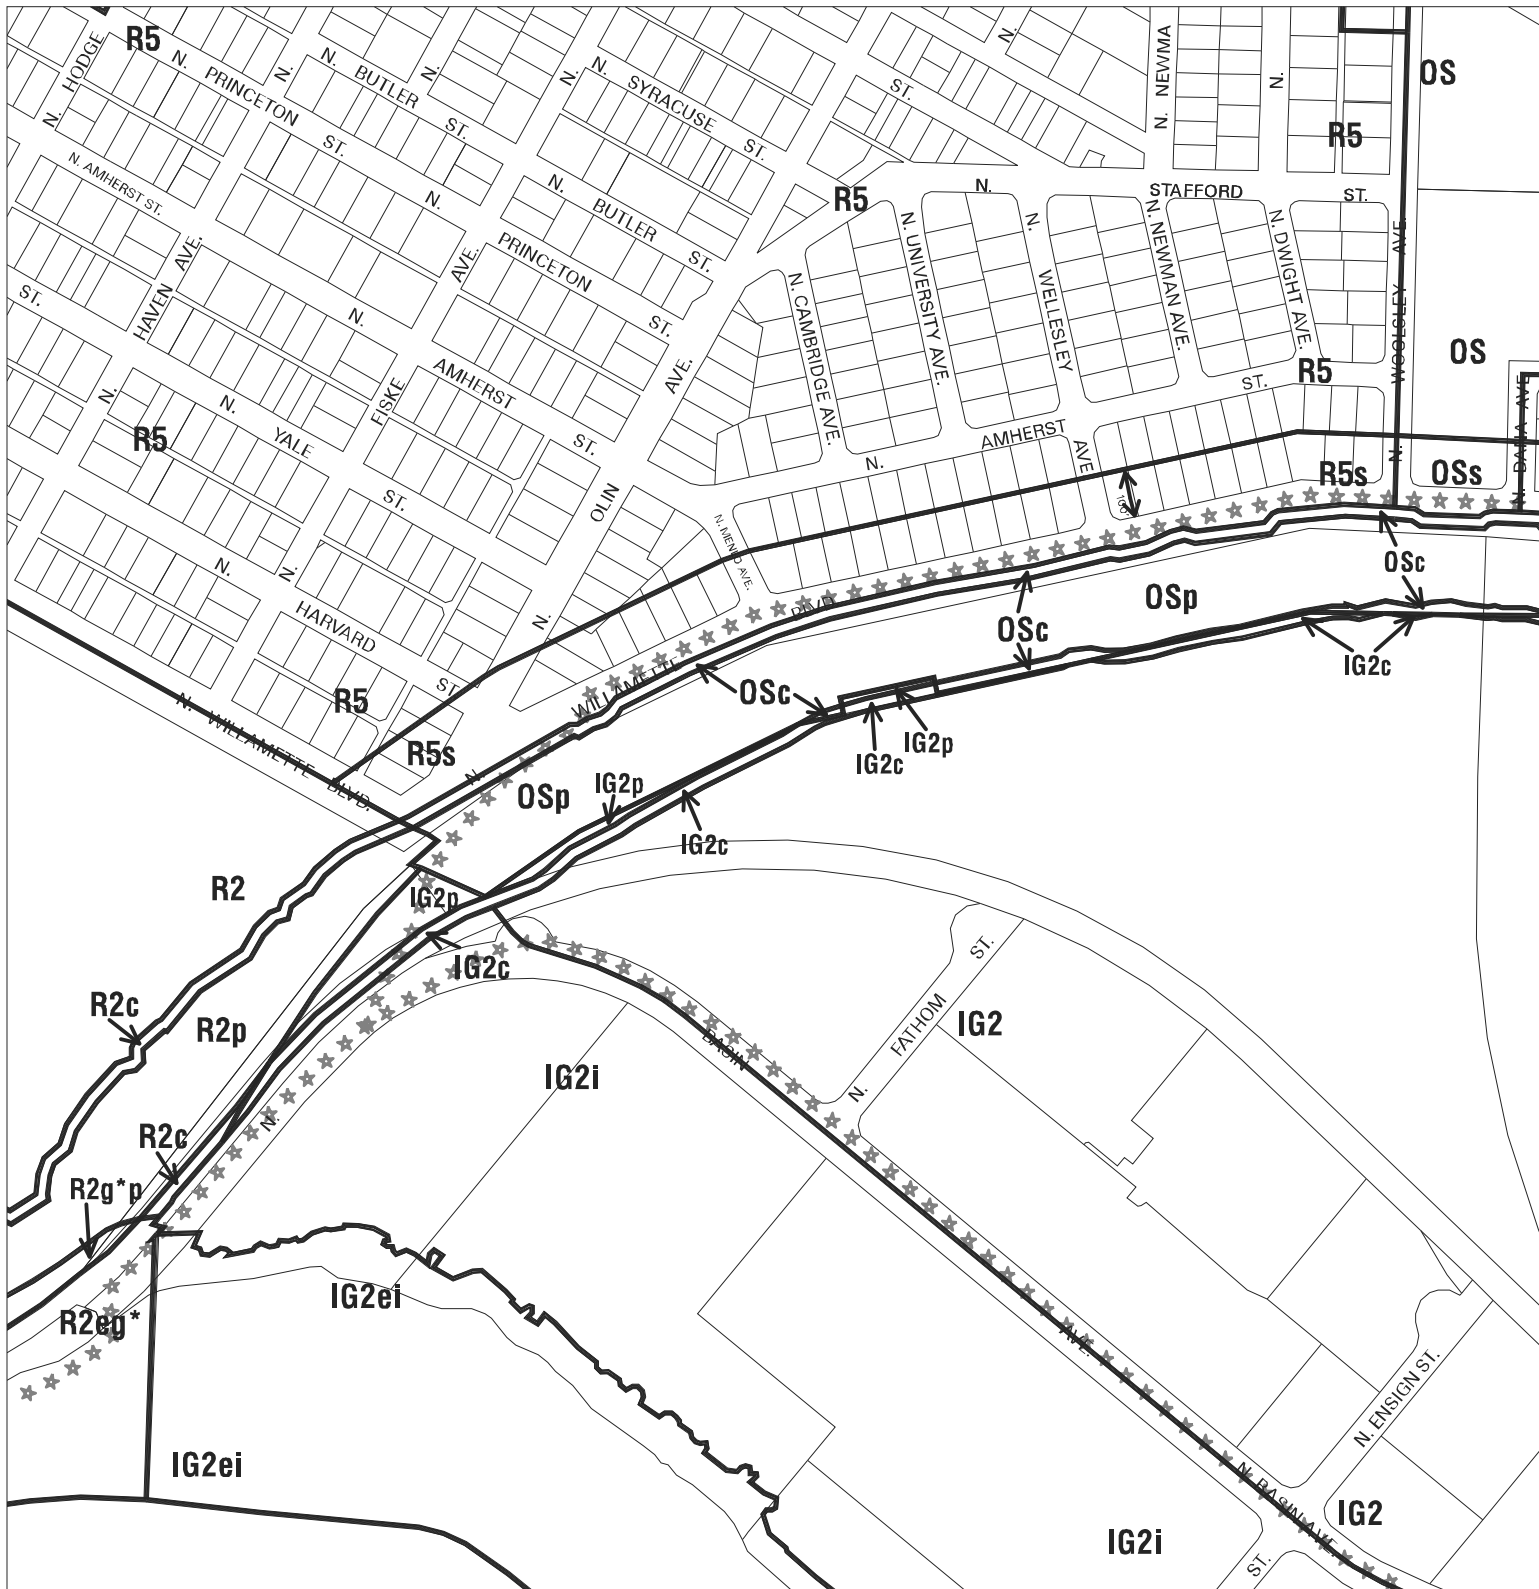 R5
HODGE
N.
N. PRINCETON ST.
N. BUTLER ST.
N.
N.
N.
N. SYRACUSE ST.
ST.
N.
N. NEWMA
N.
OS
R5
N. AMHERST ST.
N. BUTLER ST.
R5
N.
STAFFORD
ST.
N. PRINCETON ST.
HAVEN AVE.
ST.
N. AMHERST ST.
FISKE AVE.
N.
N. CAMBRIDGE AVE.
N. UNIVERSITY AVE.
N. WELLESLEY AVE
N. NEWMAN AVE.
N. DWIGHT AVE.
N. WOOLSLEY AVE.
OS
R5
N. DANA AVE
N. AMHERST ST.
R5
N. YALE ST.
N. OLIN AVE.
N. MENLO AVE.
100'
R5s
OSs
N.
N. HARVARD ST.
OSc
OSp
OSc
IG2c
N. WILLAMETTE BLVD.
N. WILLAMETTE BLVD.
R5
R5s
OSc
IG2p
IG2c
OSp
IG2p
IG2c
R2
IG2p
IG2c
R2c
R2p
N. BASIN AVE.
N. FATHOM ST.
IG2
IG2i
R2c
R2g*p
IG2ei
R2eg*
N. ENSIGN ST.
IG2ei
N. BASIN AVE.
IG2
IG2i
ST.